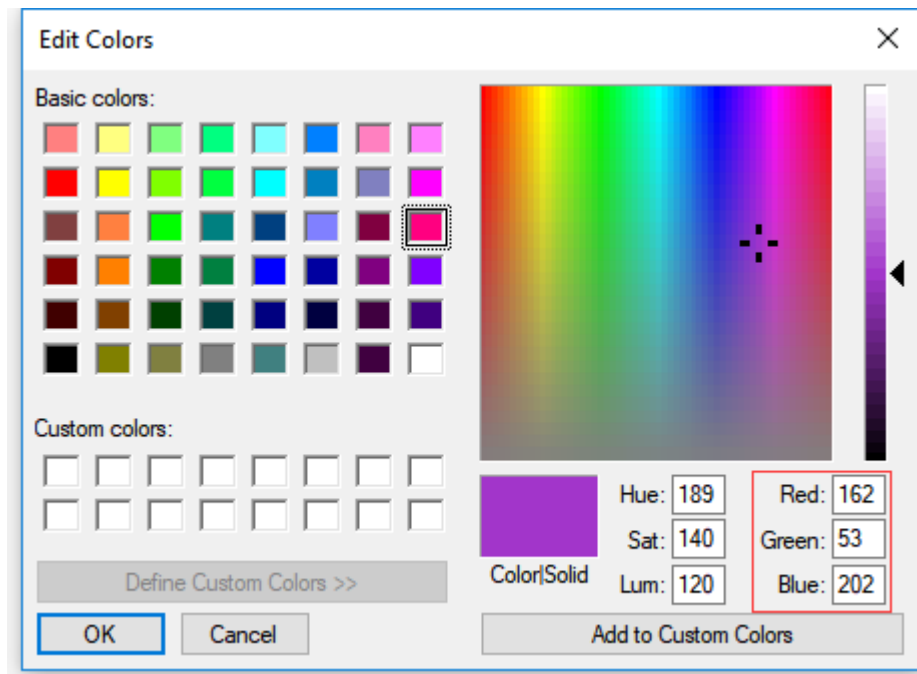 Edit Colors
Basic colors:
Custom colors:
Define Custom Colors >>
OK
Cancel
Color|Solid
Hue: 189
Sat: 140
Lum: 120
Red: 162
Green: 53
Blue: 202
Add to Custom Colors